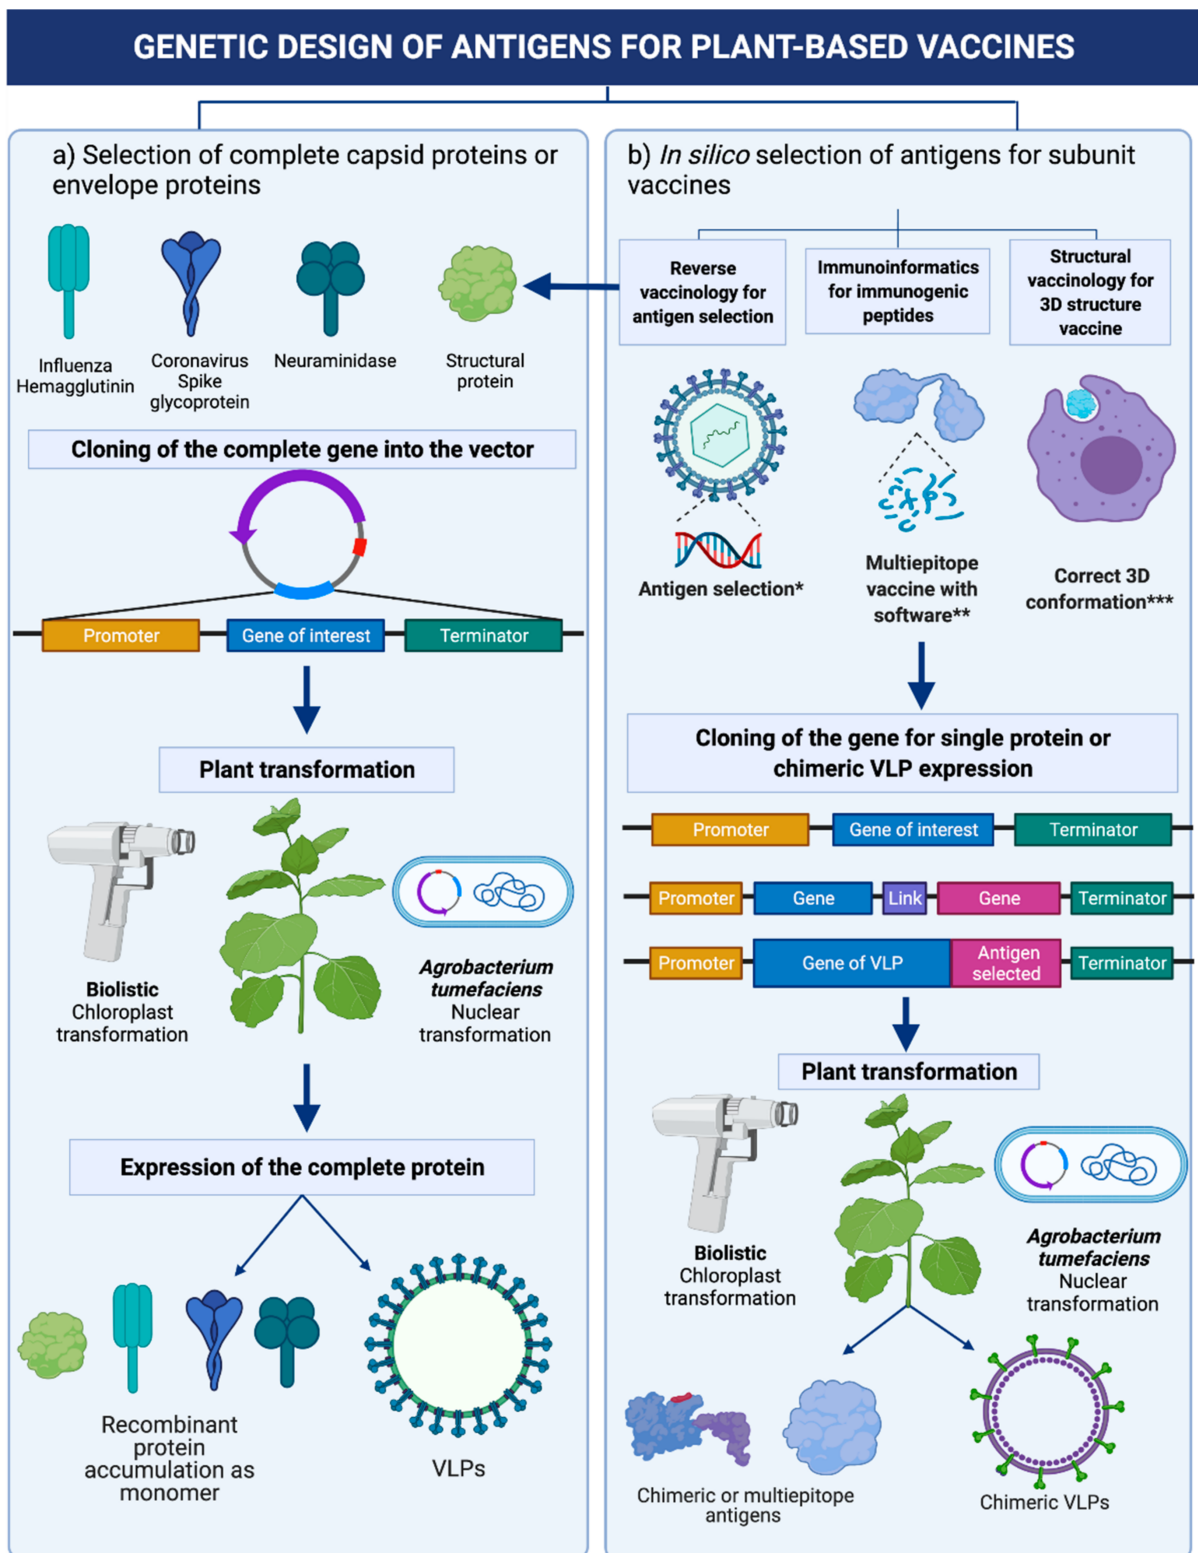 GENETIC DESIGN OF ANTIGENS FOR PLANT-BASED VACCINES
a) Selection of complete capsid proteins or
envelope proteins
Influenza
Hemagglutinin
Coronavirus
Spike
glycoprotein
Neuraminidase
Structural
protein
Cloning of the complete gene into the vector
Promoter
Gene of interest
Terminator
Plant transformation
Biolistic
Chloroplast
transformation
Agrobacterium
tumefaciens
Nuclear
transformation
Expression of the complete protein
Recombinant
protein
accumulation as
monomer
VLPs
b) In silico selection of antigens for subunit
vaccines
Reverse
vaccinology for
antigen selection
Immunoinformatics
for immunogenic
peptides
Structural
vaccinology for
3D structure
vaccine
Antigen selection*
Multiepitope
vaccine with
software**
Correct 3D
conformation***
Cloning of the gene for single protein or
chimeric VLP expression
Promoter
Gene of interest
Terminator
Promoter
Gene
Link
Gene
Terminator
Promoter
Gene of VLP
Antigen
selected
Terminator
Plant transformation
Biolistic
Chloroplast
transformation
Agrobacterium
tumefaciens
Nuclear
transformation
Chimeric or multiepitope
antigens
Chimeric VLPs